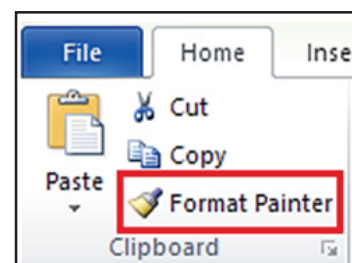 File Home Inse
Cut
Copy
Paste
Format Painter
Clipboard